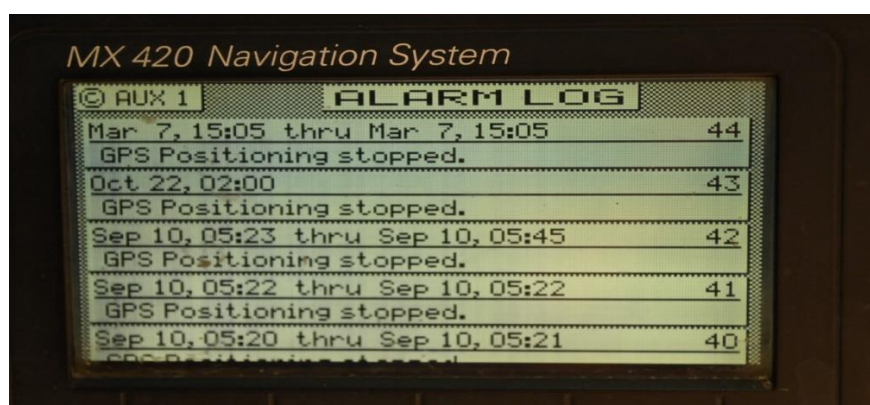 MX 420 Navigation System
© AUX 1 ALARM LOG
Mar 7, 15:05 thru Mar 7, 15:05 44
GPS Positioning stopped.
Oct 22, 02:00 43
GPS Positioning stopped.
Sep 10, 05:23 thru Sep 10, 05:45 42
GPS Positioning stopped.
Sep 10, 05:22 thru Sep 10, 05:22 41
GPS Positioning stopped.
Sep 10, 05:20 thru Sep 10, 05:21 40
GPS Positioning stopped.